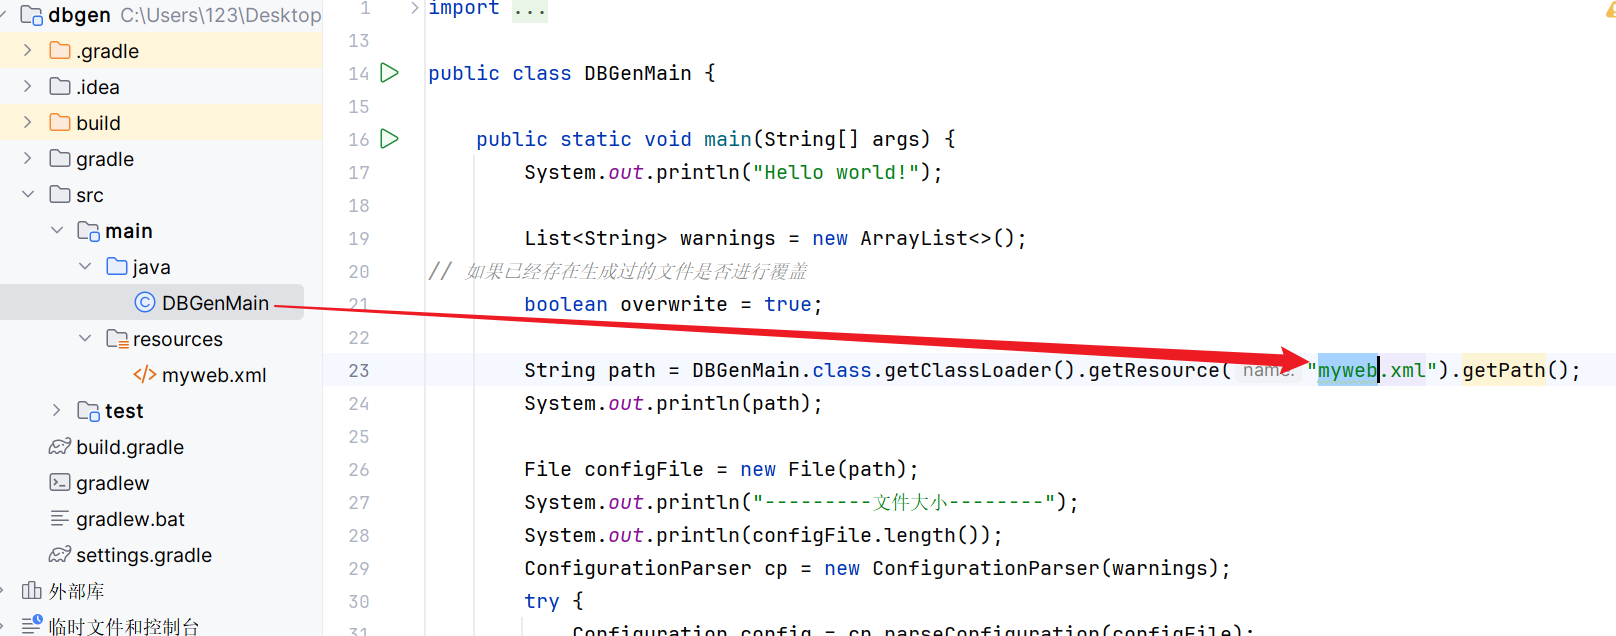 dbgen C:\Users\123\Desktop
.gradle
.idea
build
gradle
src
main
java
DBGenMain
resources
myweb.xml
test
build.gradle
gradlew
gradlew.bat
settings.gradle
外部库
临时文件和控制台
1 import ...
13
14 public class DBGenMain {
15
16 public static void main(String[] args) {
17 System.out.println("Hello world!");
18
19 List<String> warnings = new ArrayList<>();
20 // 如果已经存在生成过的文件是否进行覆盖
21 boolean overwrite = true;
22
23 String path = DBGenMain.class.getClassLoader().getResource( name: "myweb.xml").getPath();
24 System.out.println(path);
25
26 File configFile = new File(path);
27 System.out.println("---------文件大小--------");
28 System.out.println(configFile.length());
29 ConfigurationParser cp = new ConfigurationParser(warnings);
30 try {
31 Configuration config = cp.parseConfiguration(configFile);